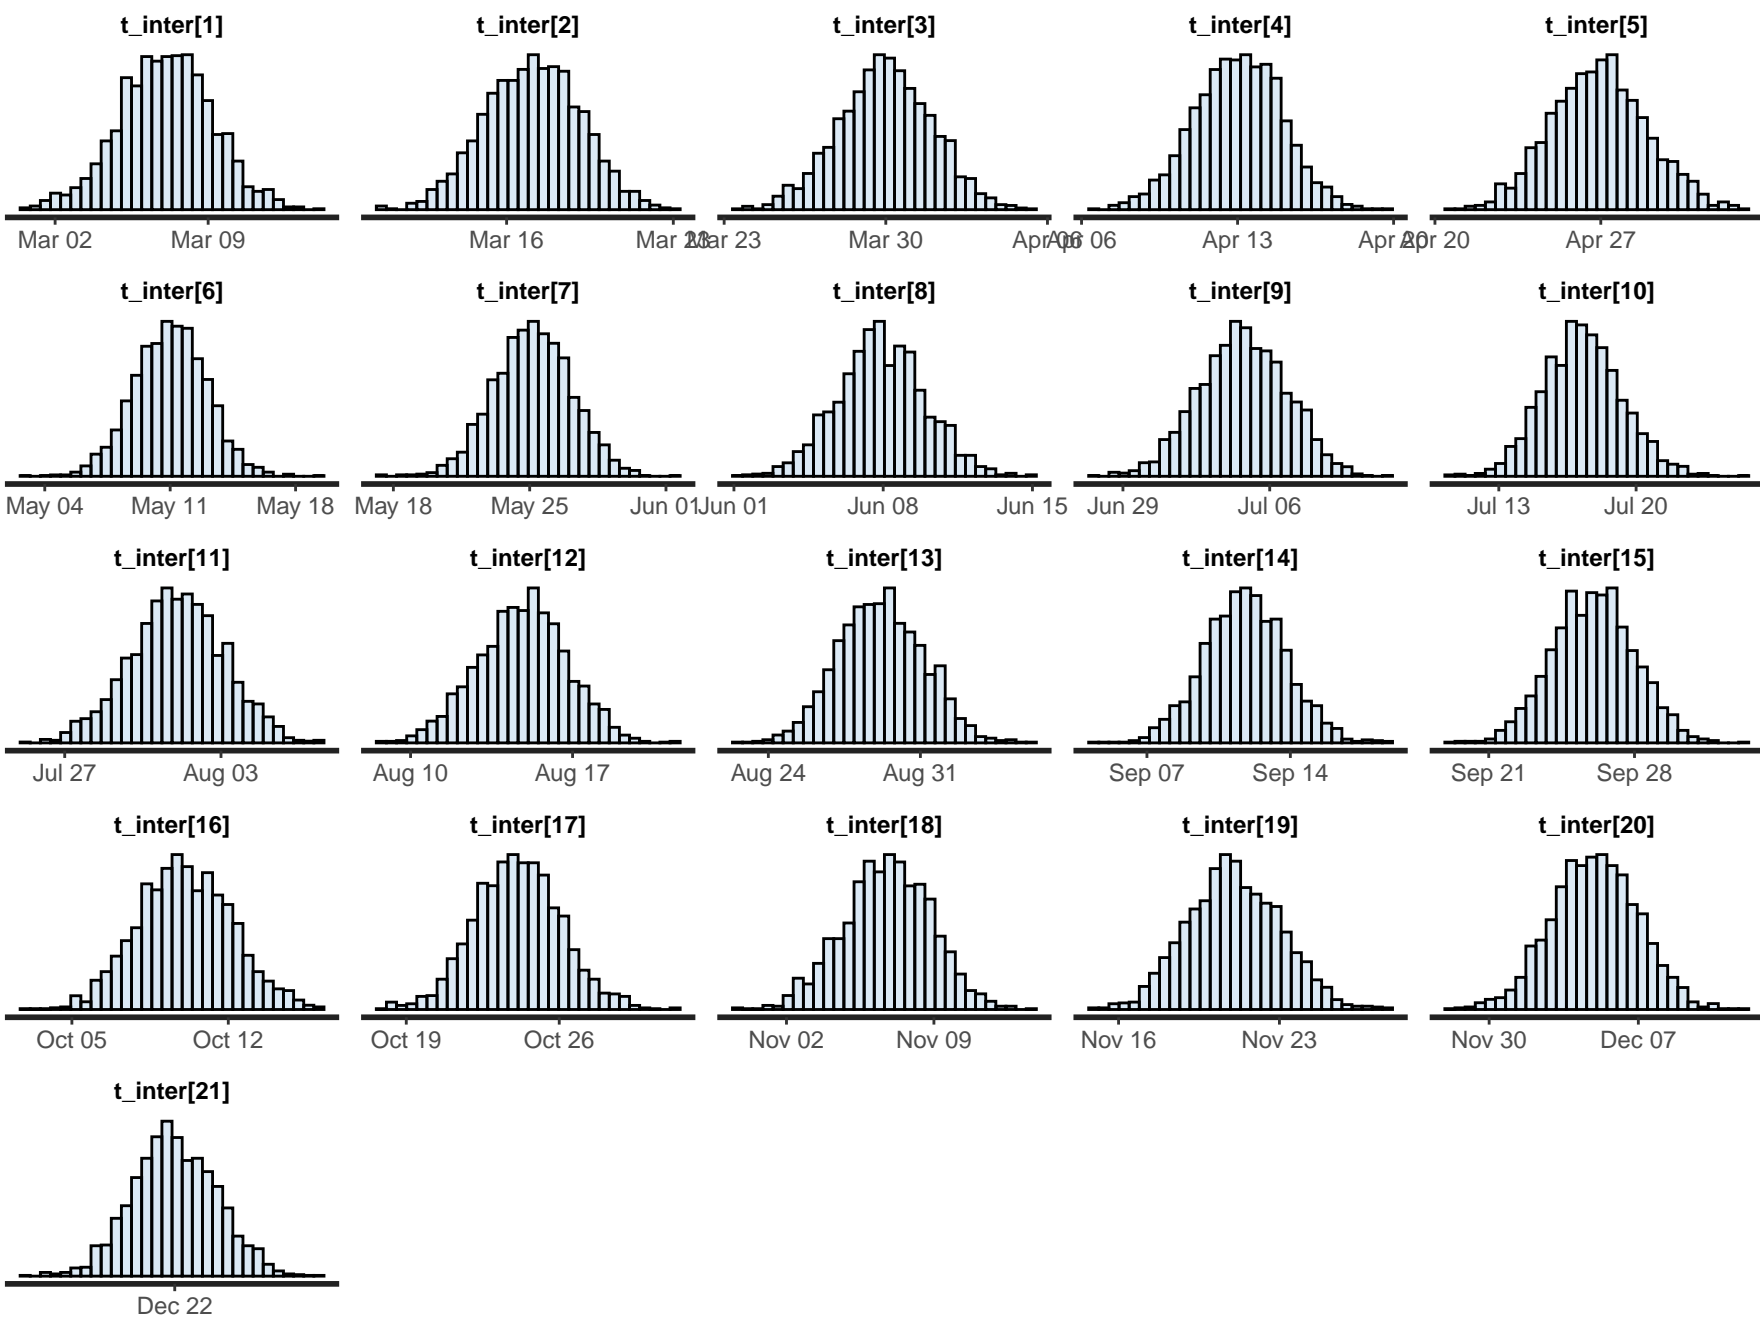 t_inter[1] t_inter[2] t_inter[3] t_inter[4] t_inter[5]
Mar 02 Mar 09 Mar 16 Mar 23 Mar 23 Mar 30 Apr 06 Apr 06 Apr 13 Apr 20 Apr 20 Apr 27
t_inter[6] t_inter[7] t_inter[8] t_inter[9] t_inter[10]
May 04 May 11 May 18 May 18 May 25 Jun 01 Jun 01 Jun 08 Jun 15 Jun 29 Jul 06 Jul 13 Jul 20
t_inter[11] t_inter[12] t_inter[13] t_inter[14] t_inter[15]
Jul 27 Aug 03 Aug 10 Aug 17 Aug 24 Aug 31 Sep 07 Sep 14 Sep 21 Sep 28
t_inter[16] t_inter[17] t_inter[18] t_inter[19] t_inter[20]
Oct 05 Oct 12 Oct 19 Oct 26 Nov 02 Nov 09 Nov 16 Nov 23 Nov 30 Dec 07
t_inter[21]
Dec 22